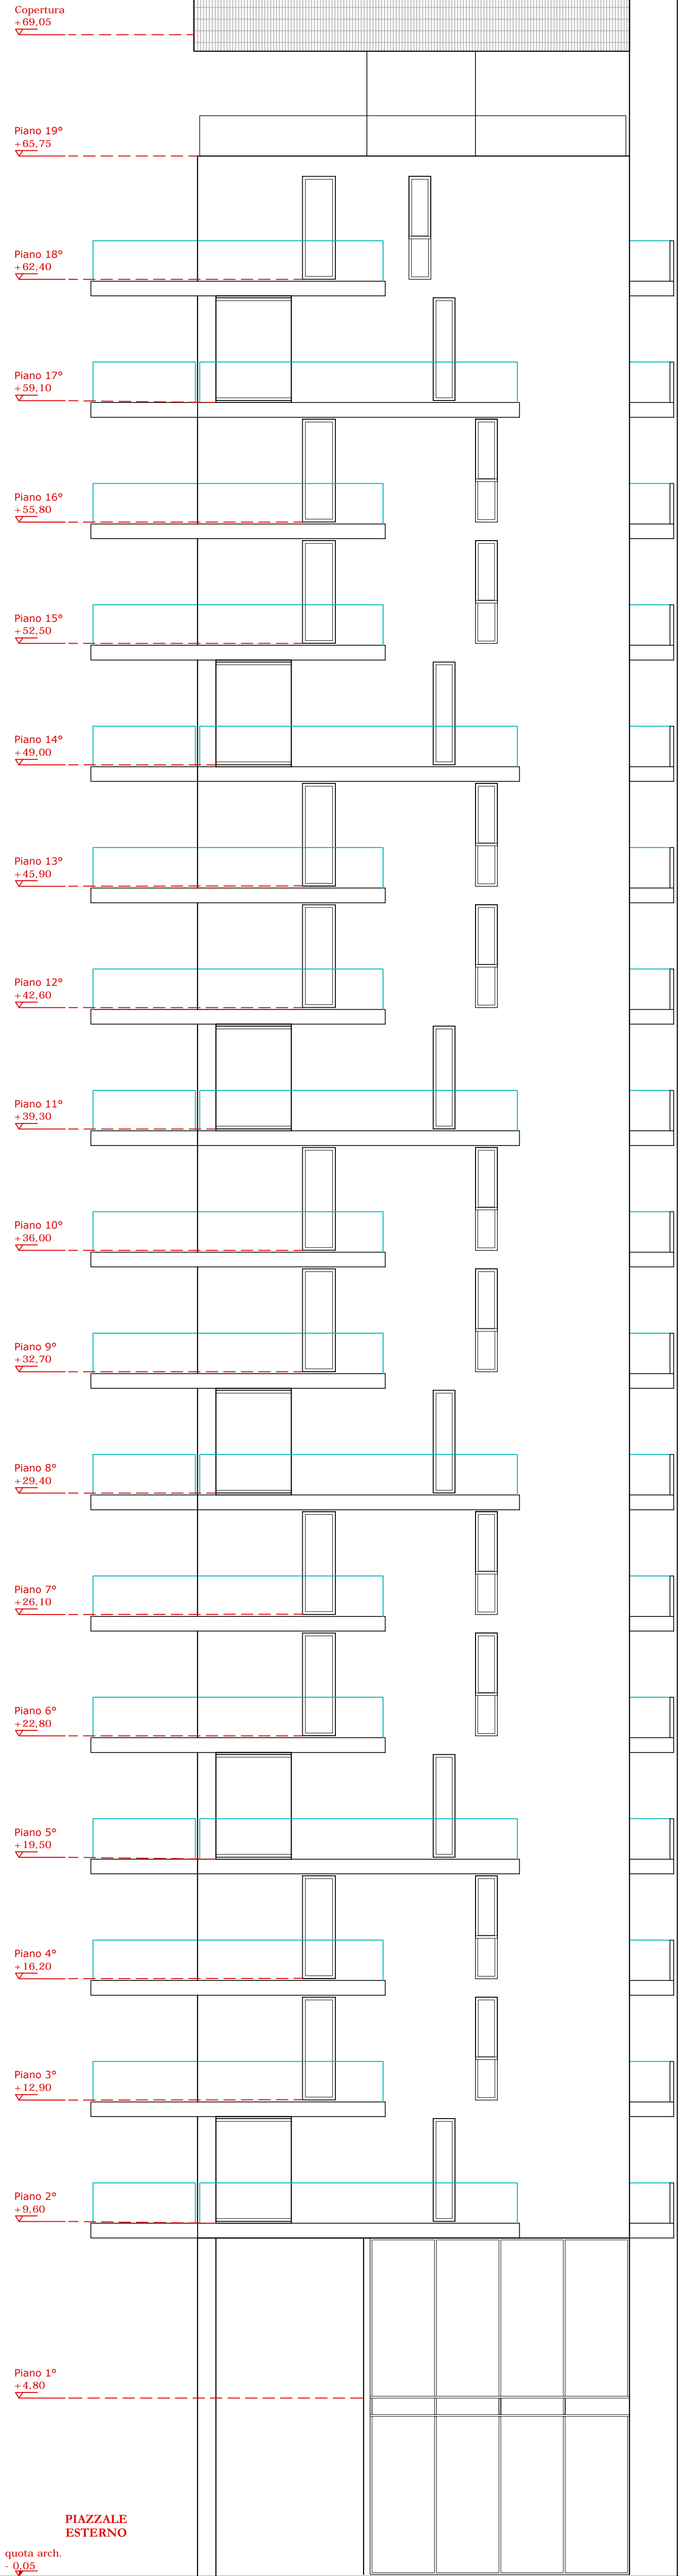 Copertura
+69,05
Piano 19°
+65,75
Piano 18°
+62,40
Piano 17°
+59,10
Piano 16°
+55,80
Piano 15°
+52,50
Piano 14°
+49,00
Piano 13°
+45,90
Piano 12°
+42,60
Piano 11°
+39,30
Piano 10°
+36,00
Piano 9°
+32,70
Piano 8°
+29,40
Piano 7°
+26,10
Piano 6°
+22,80
Piano 5°
+19,50
Piano 4°
+16,20
Piano 3°
+12,90
Piano 2°
+9,60
Piano 1°
+4,80
PIAZZALE
ESTERNO
quota arch.
- 0,05